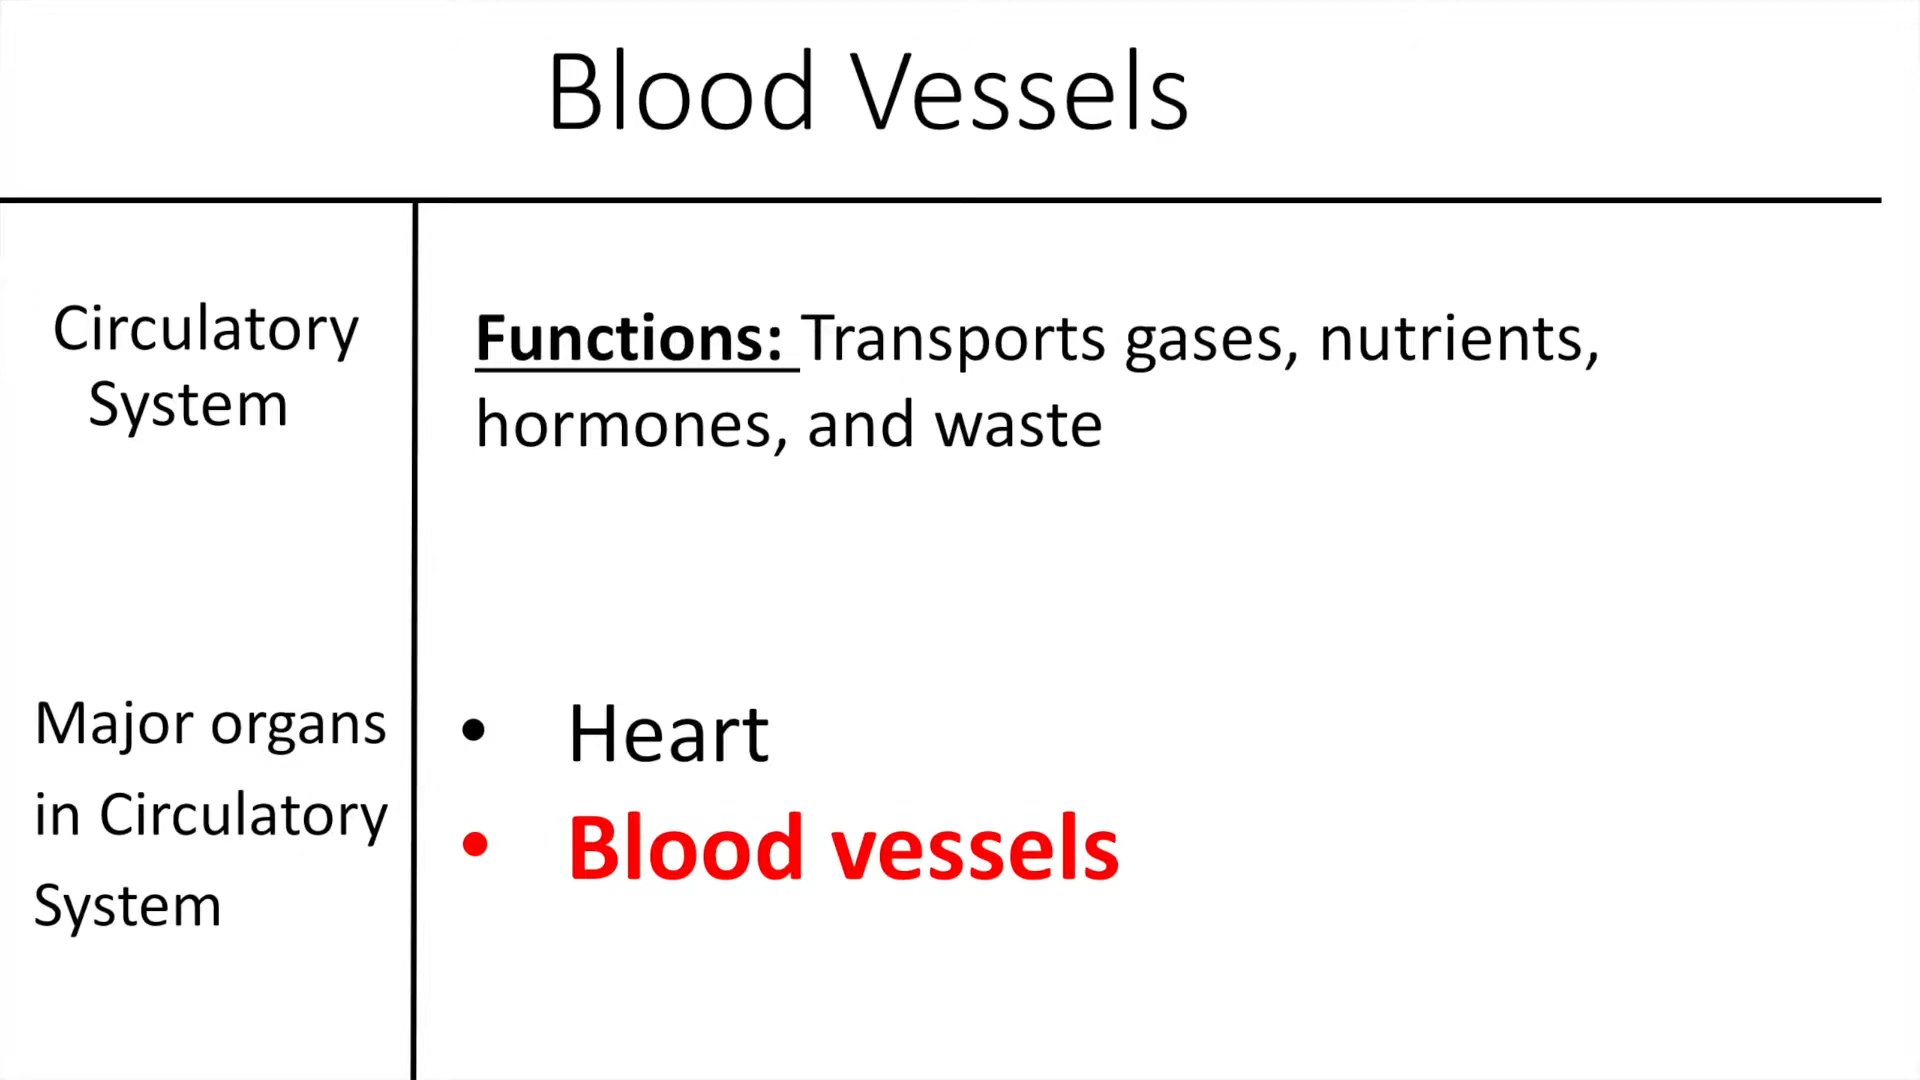 Blood Vessels
Circulatory
System
Functions: Transports gases, nutrients,
hormones, and waste
Major organs
in Circulatory
System
• Heart
• Blood vessels